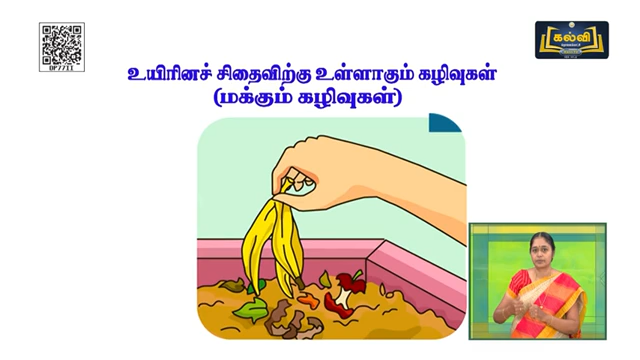 கல்வி
உயிரினச் சிதைவிற்கு உள்ளாகும் கழிவுகள்
(மக்கும் கழிவுகள்)